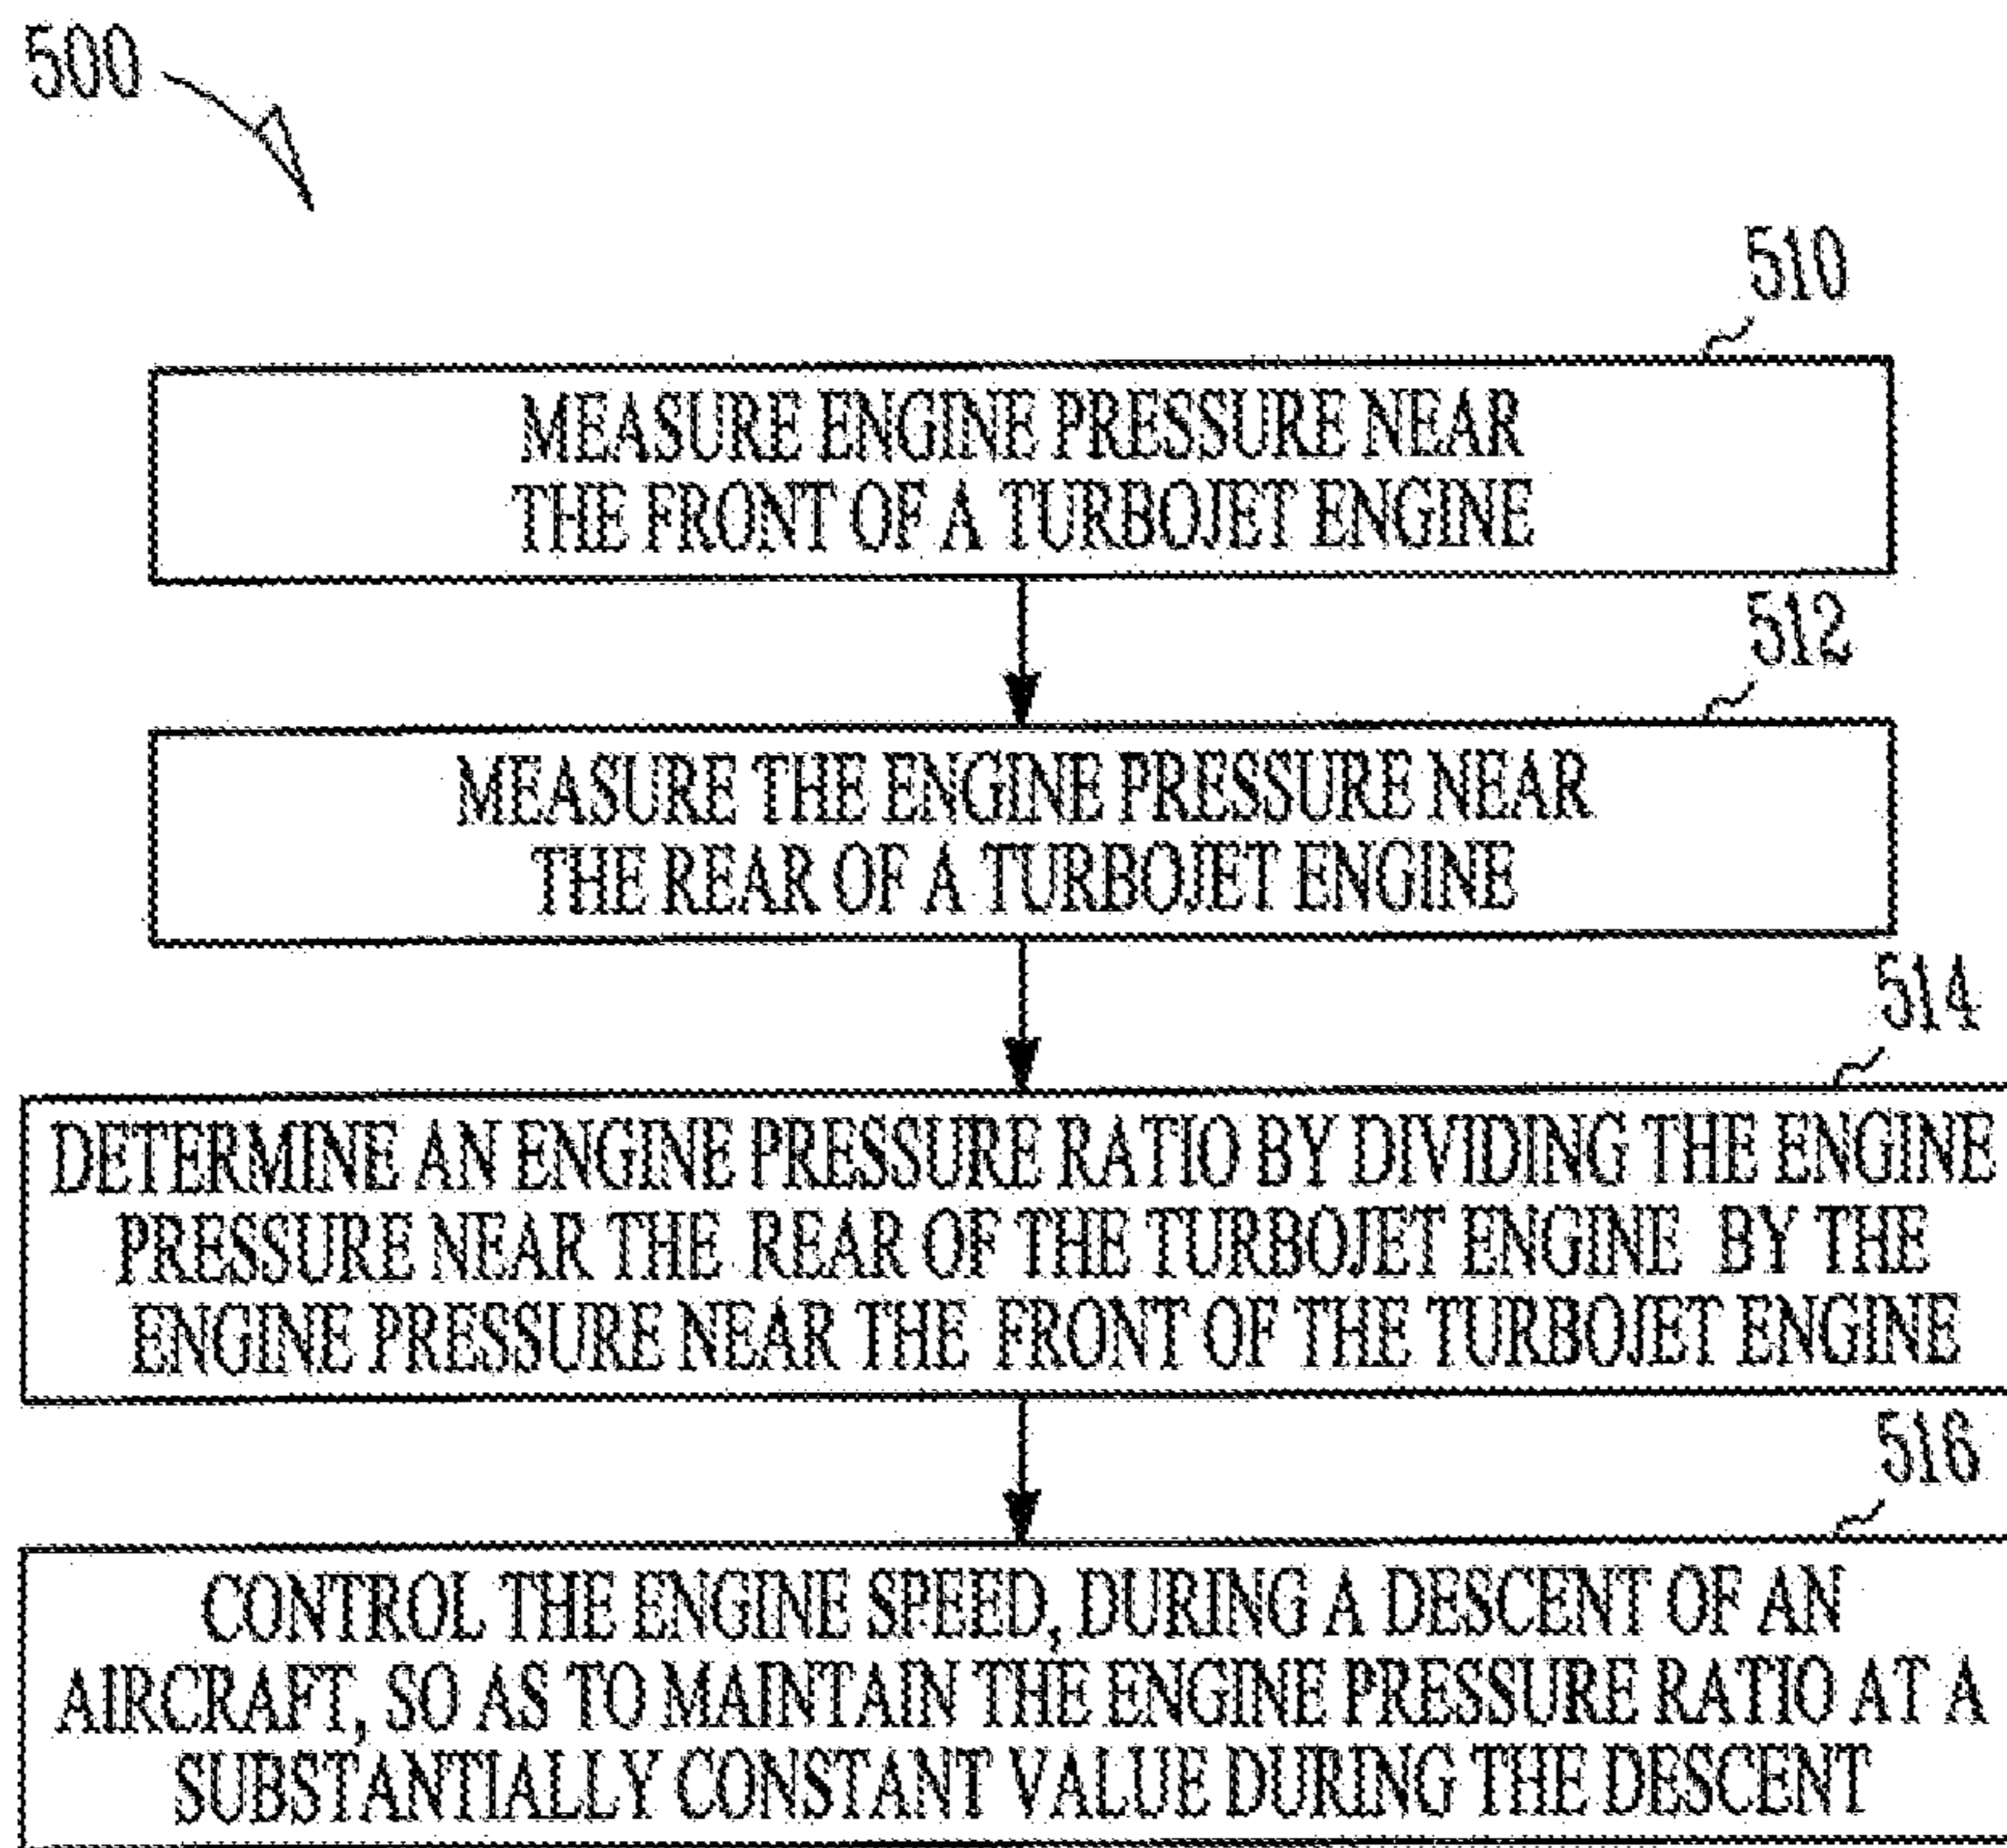 500
510
MEASURE ENGINE PRESSURE NEAR
THE FRONT OF A TURBOJET ENGINE
512
MEASURE THE ENGINE PRESSURE NEAR
THE REAR OF A TURBOJET ENGINE
514
DETERMINE AN ENGINE PRESSURE RATIO BY DIVIDING THE ENGINE
PRESSURE NEAR THE REAR OF THE TURBOJET ENGINE BY THE
ENGINE PRESSURE NEAR THE FRONT OF THE TURBOJET ENGINE
516
CONTROL THE ENGINE SPEED, DURING A DESCENT OF AN
AIRCRAFT, SO AS TO MAINTAIN THE ENGINE PRESSURE RATIO AT A
SUBSTANTIALLY CONSTANT VALUE DURING THE DESCENT